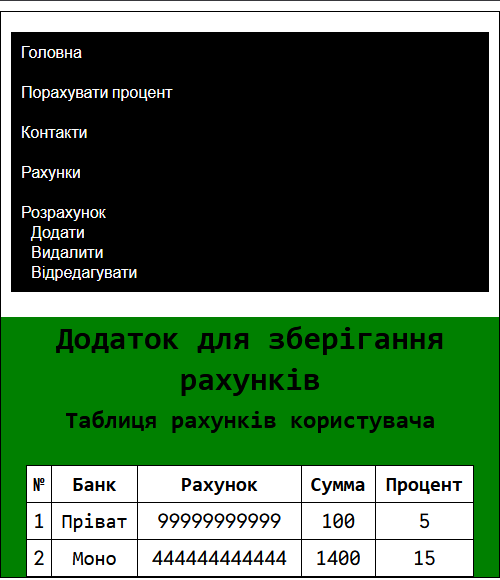 Головна
Порахувати процент
Контакти
Рахунки
Розрахунок
Додати
Видалити
Відредагувати
Додаток для зберігання
рахунків
Таблиця рахунків користувача
№ Банк Рахунок Сумма Процент
1 Пріват 99999999999 100 5
2 Моно 444444444444 1400 15